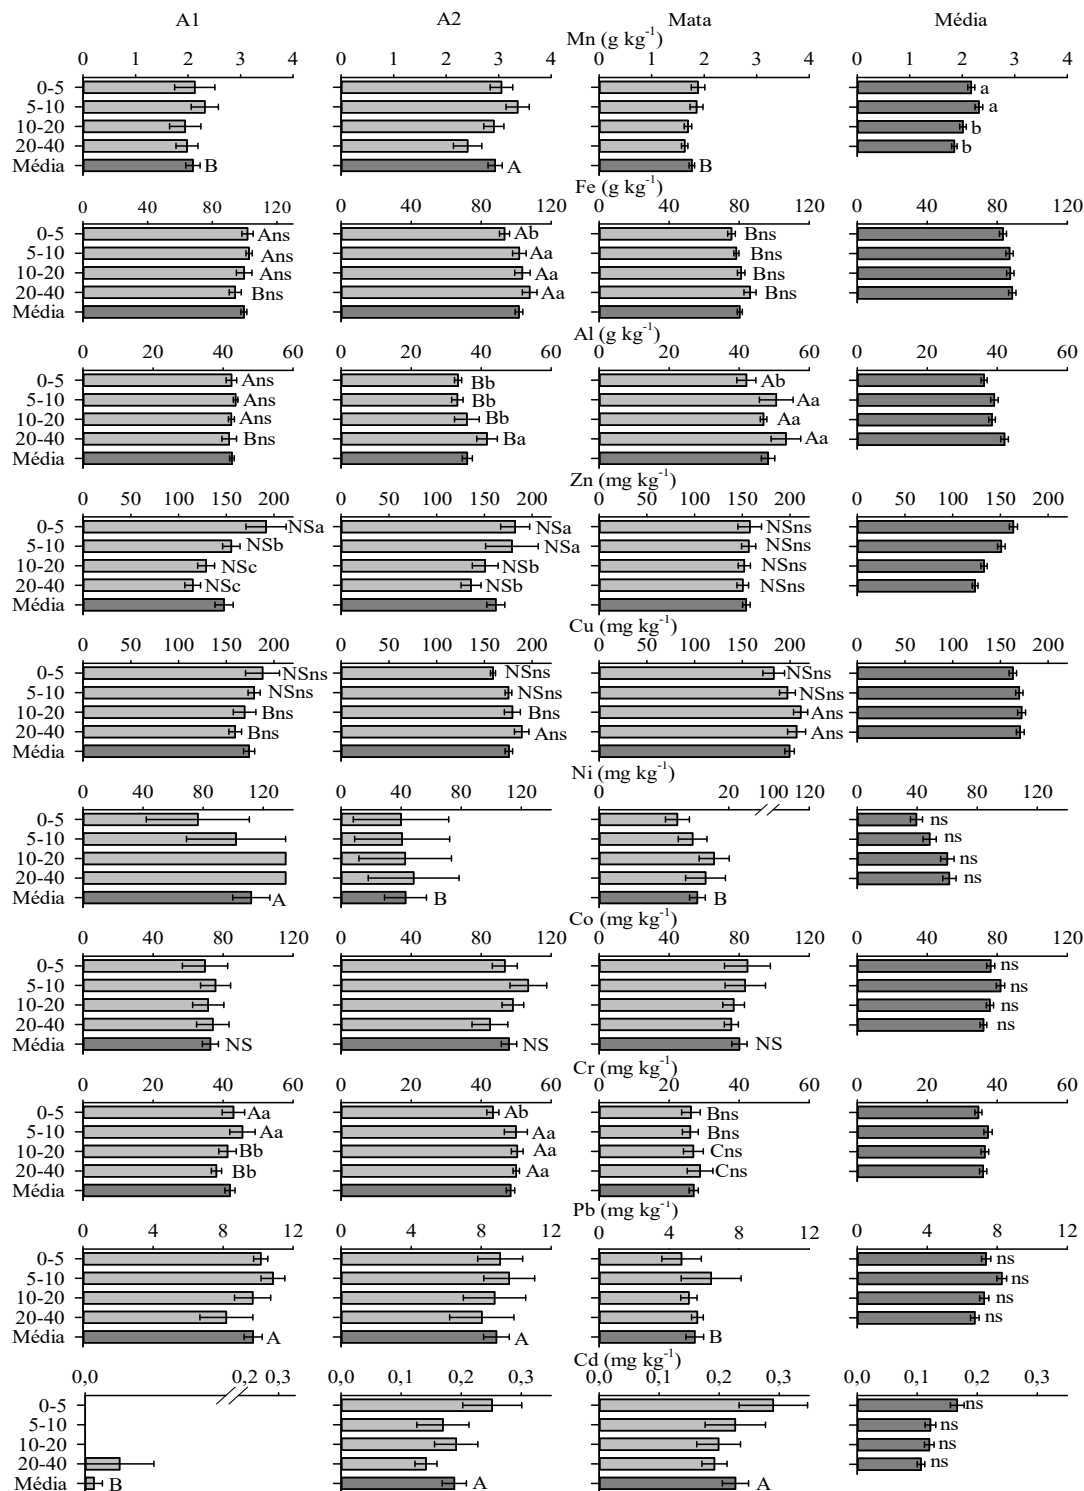 A1 A2 Mata Média
Mn (g kg-1)
0 1 2 3 4 0 1 2 3 4 0 1 2 3 4 0 1 2 3 4
0-5 a
5-10 a
10-20 b
20-40 b
Média B A B
Fe (g kg-1)
0 40 80 120 0 40 80 120 0 40 80 120 0 40 80 120
0-5 Ans Ab Bns
5-10 Ans Aa Bns
10-20 Ans Aa Bns
20-40 Bns Aa Bns
Média
Al (g kg-1)
0 20 40 60 0 20 40 60 0 20 40 60 0 20 40 60
0-5 Ans Bb Ab
5-10 Ans Bb Aa
10-20 Ans Bb Aa
20-40 Bns Ba Aa
Média
Zn (mg kg-1)
0 50 100 150 200 0 50 100 150 200 0 50 100 150 200 0 50 100 150 200
0-5 NSa NSa NSns
5-10 NSb NSa NSns
10-20 NSc NSb NSns
20-40 NSc NSb NSns
Média
Cu (mg kg-1)
0 50 100 150 200 0 50 100 150 200 0 50 100 150 200 0 50 100 150 200
0-5 NSns NSns NSns
5-10 NSns NSns NSns
10-20 Bns Bns Ans
20-40 Bns Ans Ans
Média
Ni (mg kg-1)
0 40 80 120 0 40 80 120 0 20 100 120 0 40 80 120
0-5 ns
5-10 ns
10-20 ns
20-40 ns
Média A B B
Co (mg kg-1)
0 40 80 120 0 40 80 120 0 40 80 120 0 40 80 120
0-5 ns
5-10 ns
10-20 ns
20-40 ns
Média NS NS NS
Cr (mg kg-1)
0 20 40 60 0 20 40 60 0 20 40 60 0 20 40 60
0-5 Aa Ab Bns
5-10 Aa Aa Bns
10-20 Bb Aa Cns
20-40 Bb Aa Cns
Média
Pb (mg kg-1)
0 4 8 12 0 4 8 12 0 4 8 12 0 4 8 12
0-5 ns
5-10 ns
10-20 ns
20-40 ns
Média A A B
Cd (mg kg-1)
0,0 0,2 0,3 0,0 0,1 0,2 0,3 0,0 0,1 0,2 0,3 0,0 0,1 0,2 0,3
0-5 ns
5-10 ns
10-20 ns
20-40 ns
Média B A A